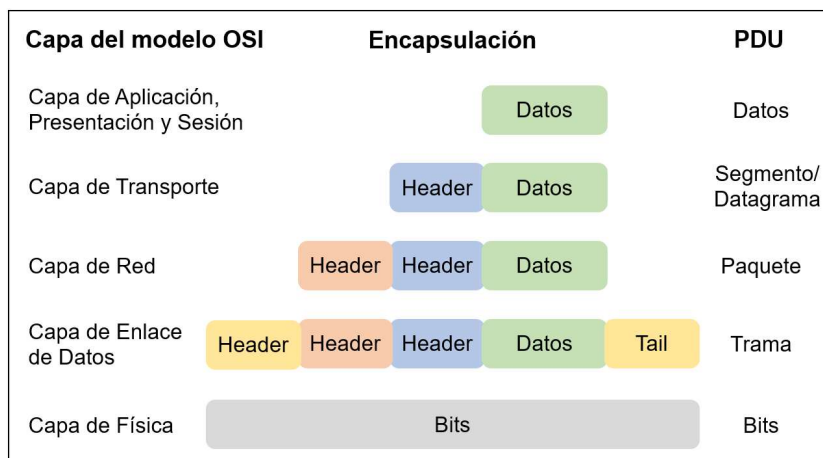 Capa del modelo OSI Encapsulación PDU
Capa de Aplicación,
Presentación y Sesión Datos Datos
Capa de Transporte Header Datos Segmento/
Datagrama
Capa de Red Header Header Datos Paquete
Capa de Enlace
de Datos Header Header Header Datos Tail Trama
Capa de Física Bits Bits